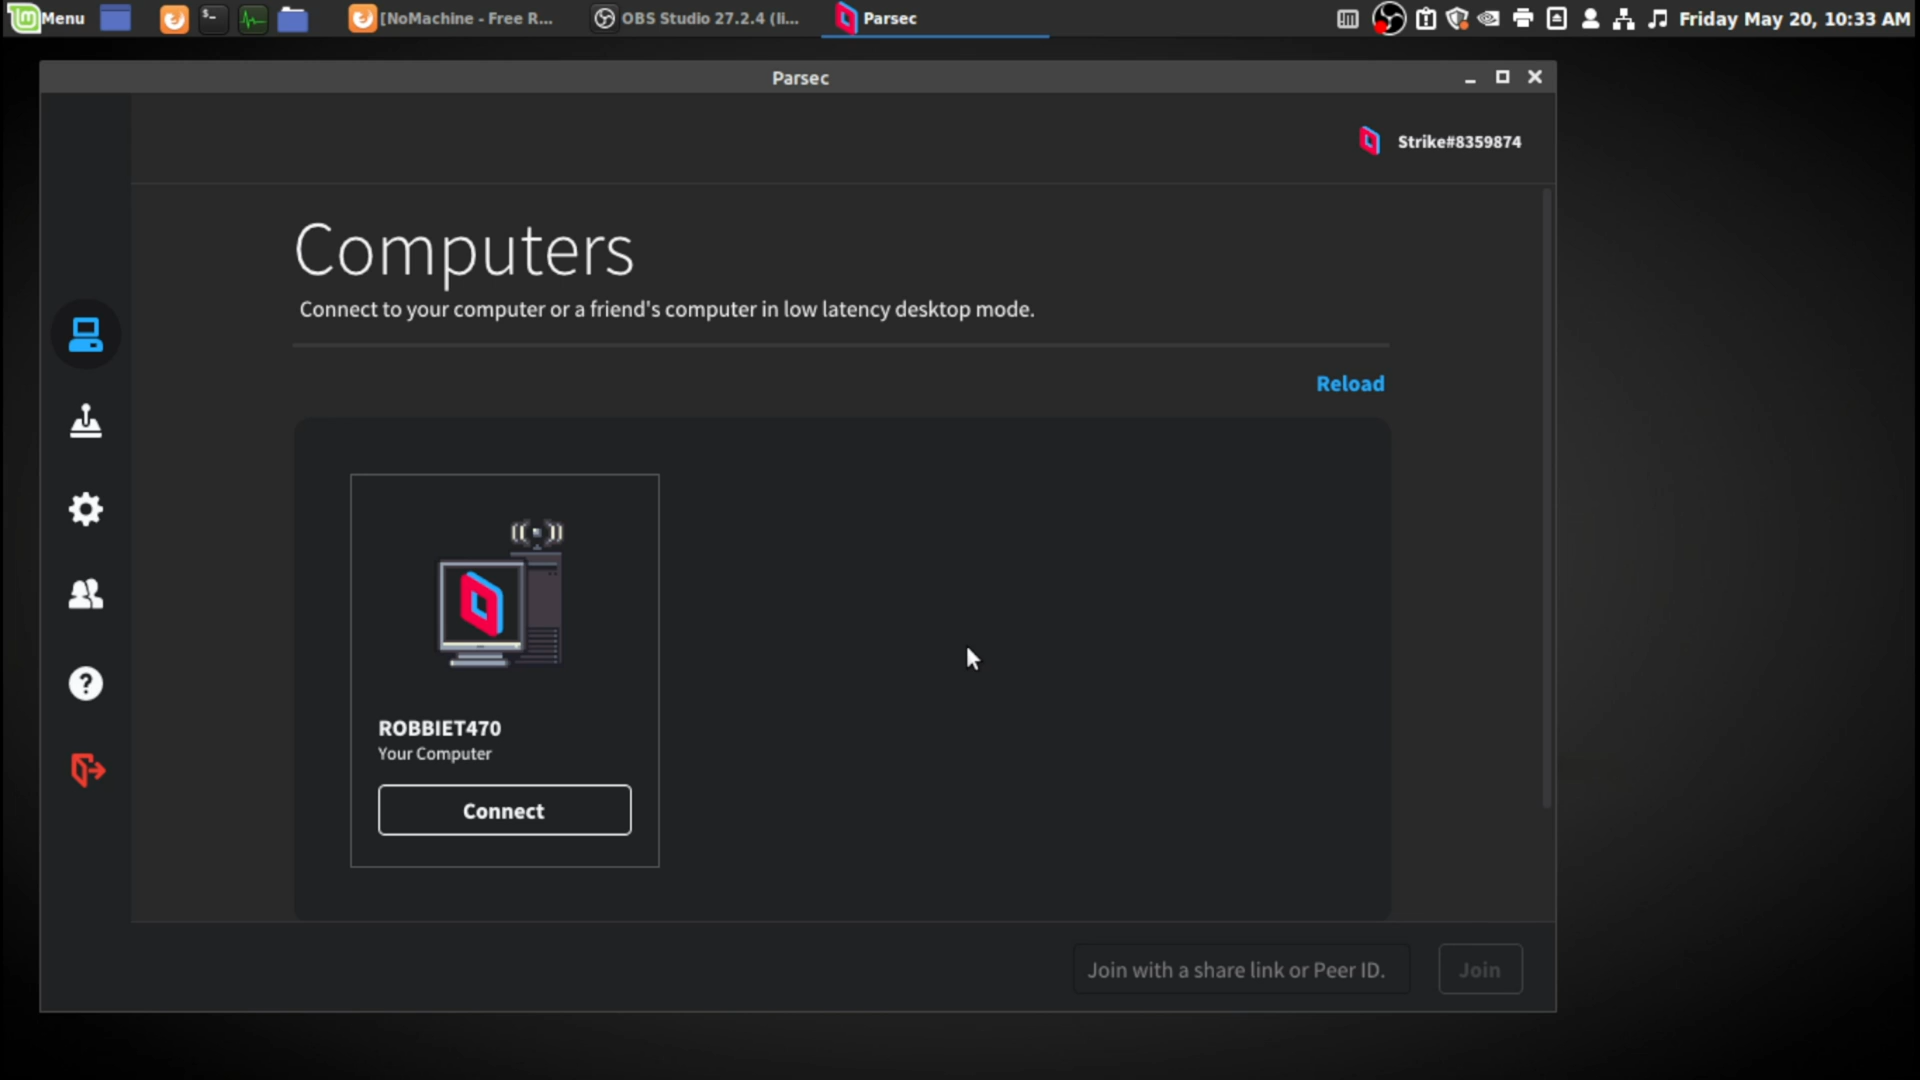 Menu
[NoMachine - Free R...
OBS Studio 27.2.4 (li...
Parsec
Friday May 20, 10:33 AM
Parsec
Strike#8359874
Computers
Connect to your computer or a friend's computer in low latency desktop mode.
Reload
ROBBIET470
Your Computer
Connect
Join with a share link or Peer ID.
Join